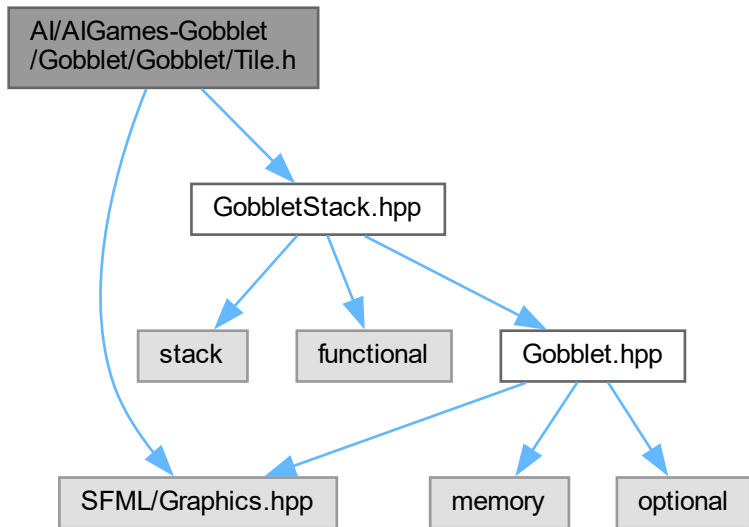 AI/AIGames-Gobblet
/Gobblet/Gobblet/Tile.h
GobbletStack.hpp
stack
functional
Gobblet.hpp
SFML/Graphics.hpp
memory
optional